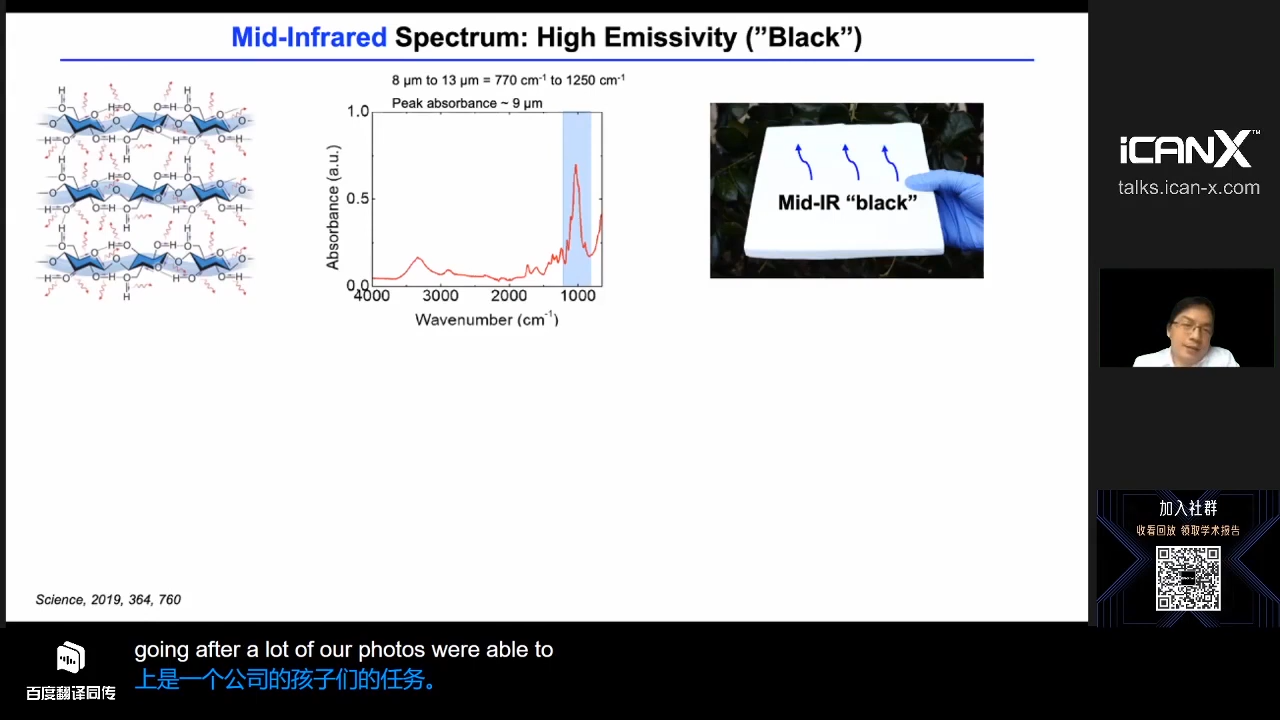 Mid-Infrared Spectrum: High Emissivity (”Black”)
8 μm to 13 μm = 770 cm⁻¹ to 1250 cm⁻¹
Peak absorbance ~ 9 μm
1.0
0.5
0.0
Absorbance (a.u.)
4000 3000 2000 1000
Wavenumber (cm⁻¹)
Mid-IR “black”
Science, 2019, 364, 760
iCANX™
talks.ican-x.com
加入社群
收看回放 领取学术报告
going after a lot of our photos were able to
上是一个公司的孩子们的任务。
百度翻译同传